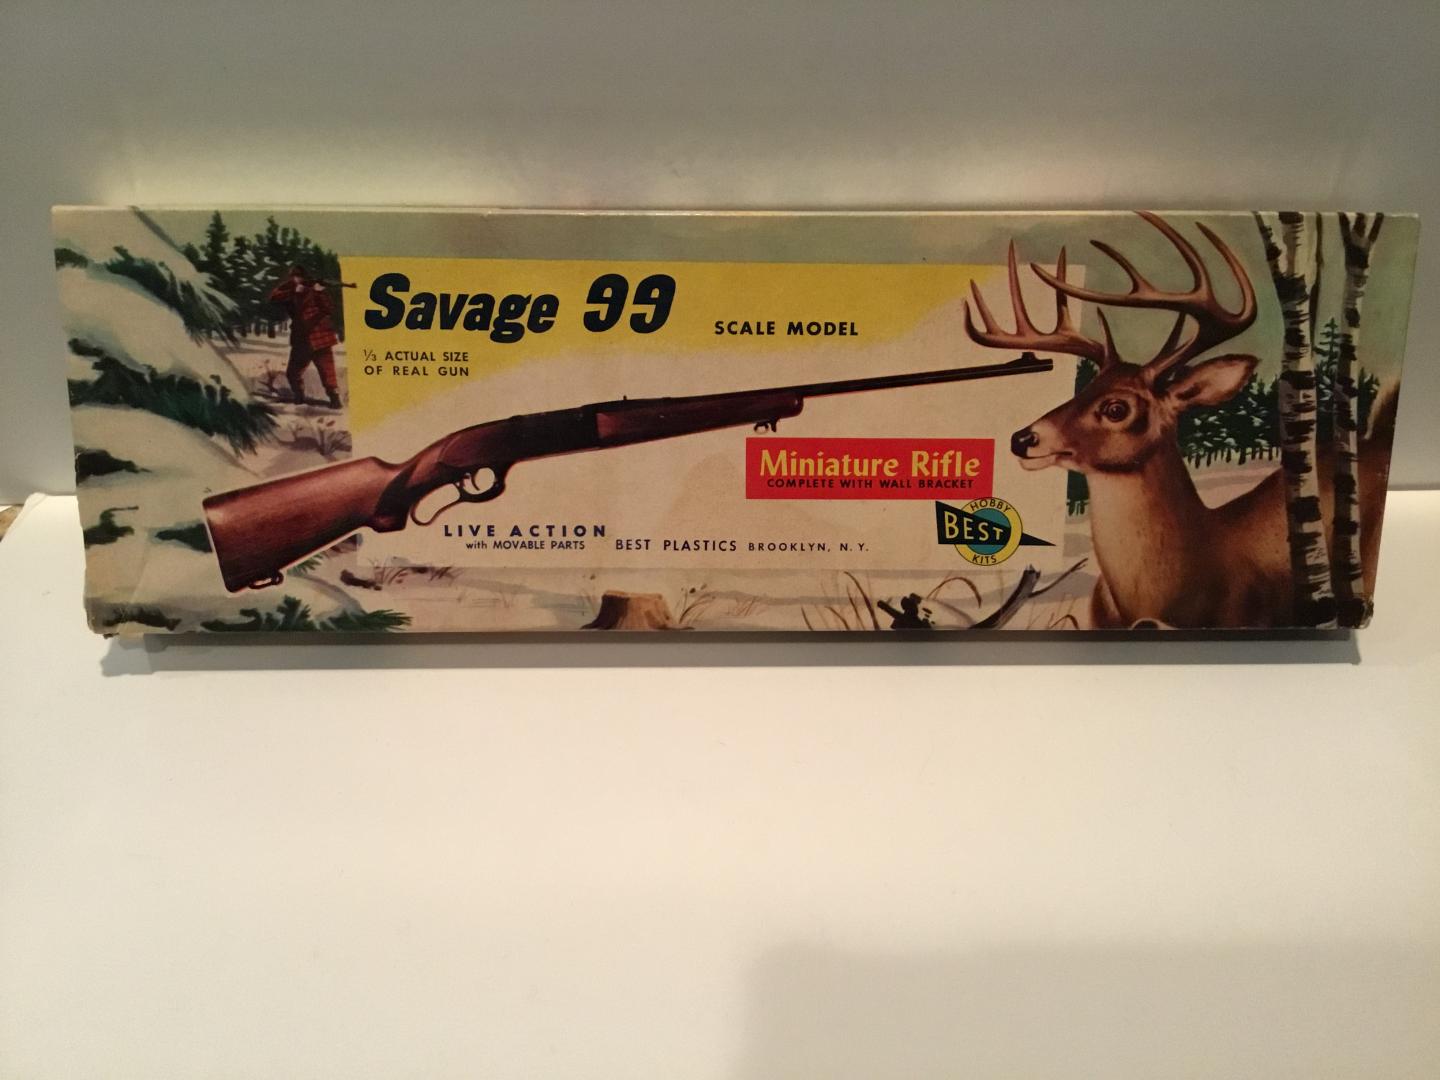 Savage 99
SCALE MODEL
1/3 ACTUAL SIZE
OF REAL GUN
Miniature Rifle
COMPLETE WITH WALL BRACKET
LIVE ACTION
with MOVABLE PARTS
BEST PLASTICS BROOKLYN, N. Y.
HOBBY
BEST
KITS